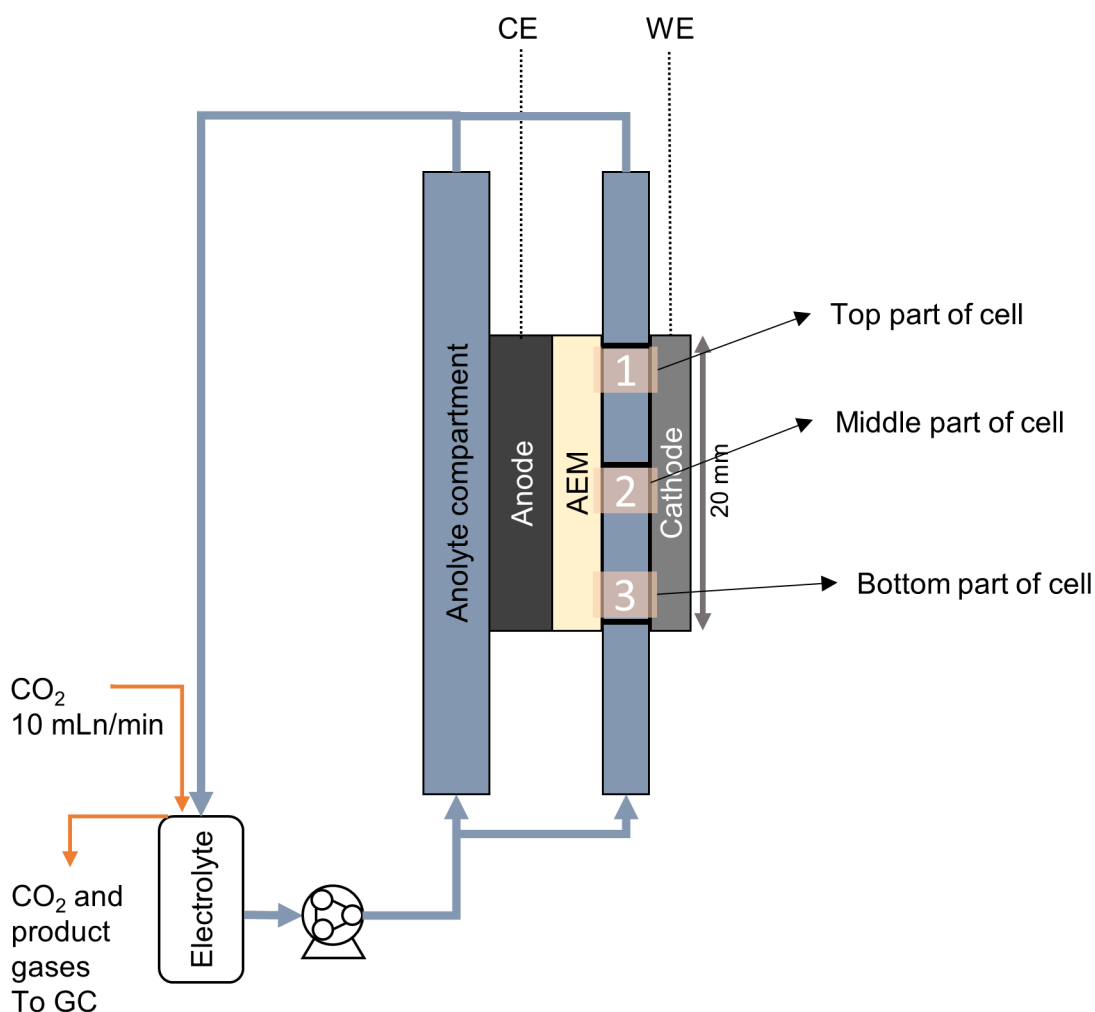 CE
WE
Top part of cell
1
Middle part of cell
2
Bottom part of cell
3
Anolyte compartment
Anode
AEM
Cathode
20 mm
CO₂
10 mLn/min
Electrolyte
CO₂ and
product
gases
To GC